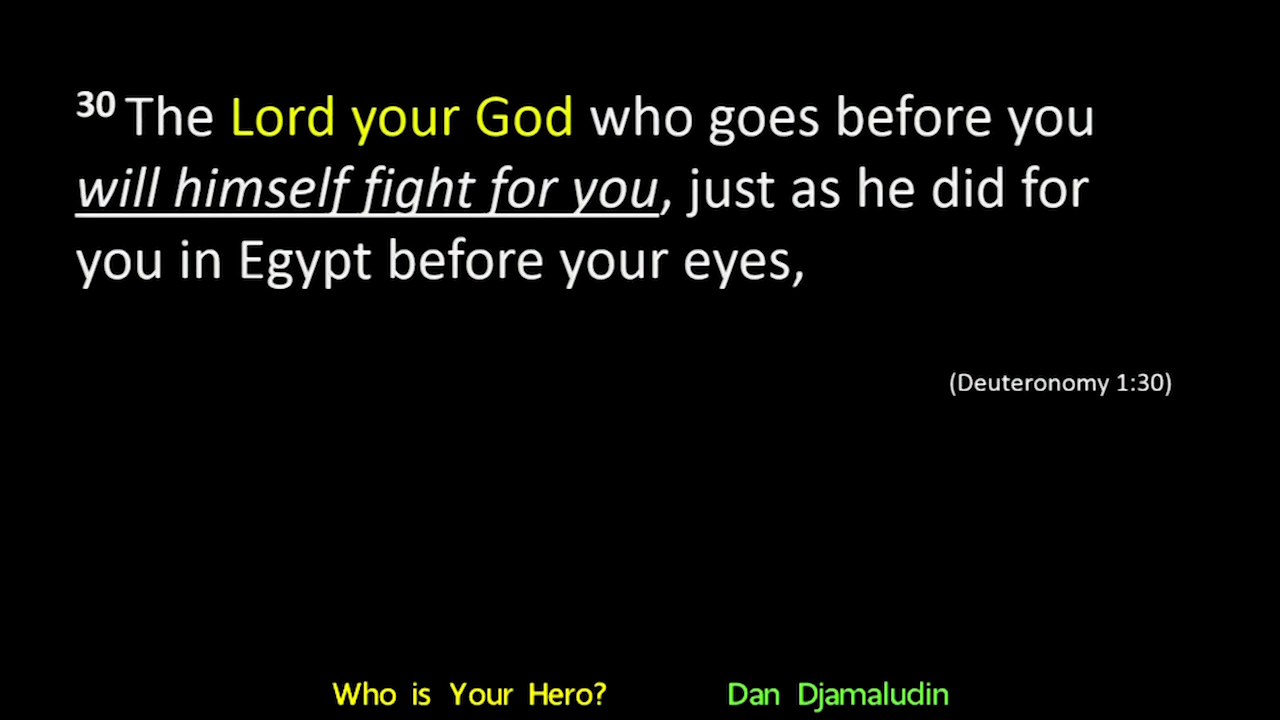 30 The Lord your God who goes before you
will himself fight for you, just as he did for
you in Egypt before your eyes,
(Deuteronomy 1:30)
Who is Your Hero? Dan Djamaludin